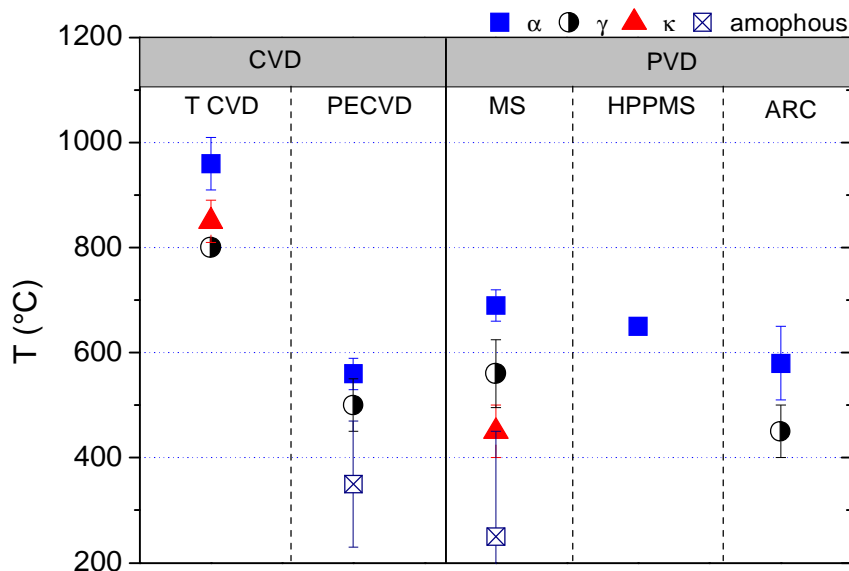 α γ κ amophous
1200
CVD PVD
T CVD PECVD MS HPPMS ARC
1000
800
T (°C)
600
400
200